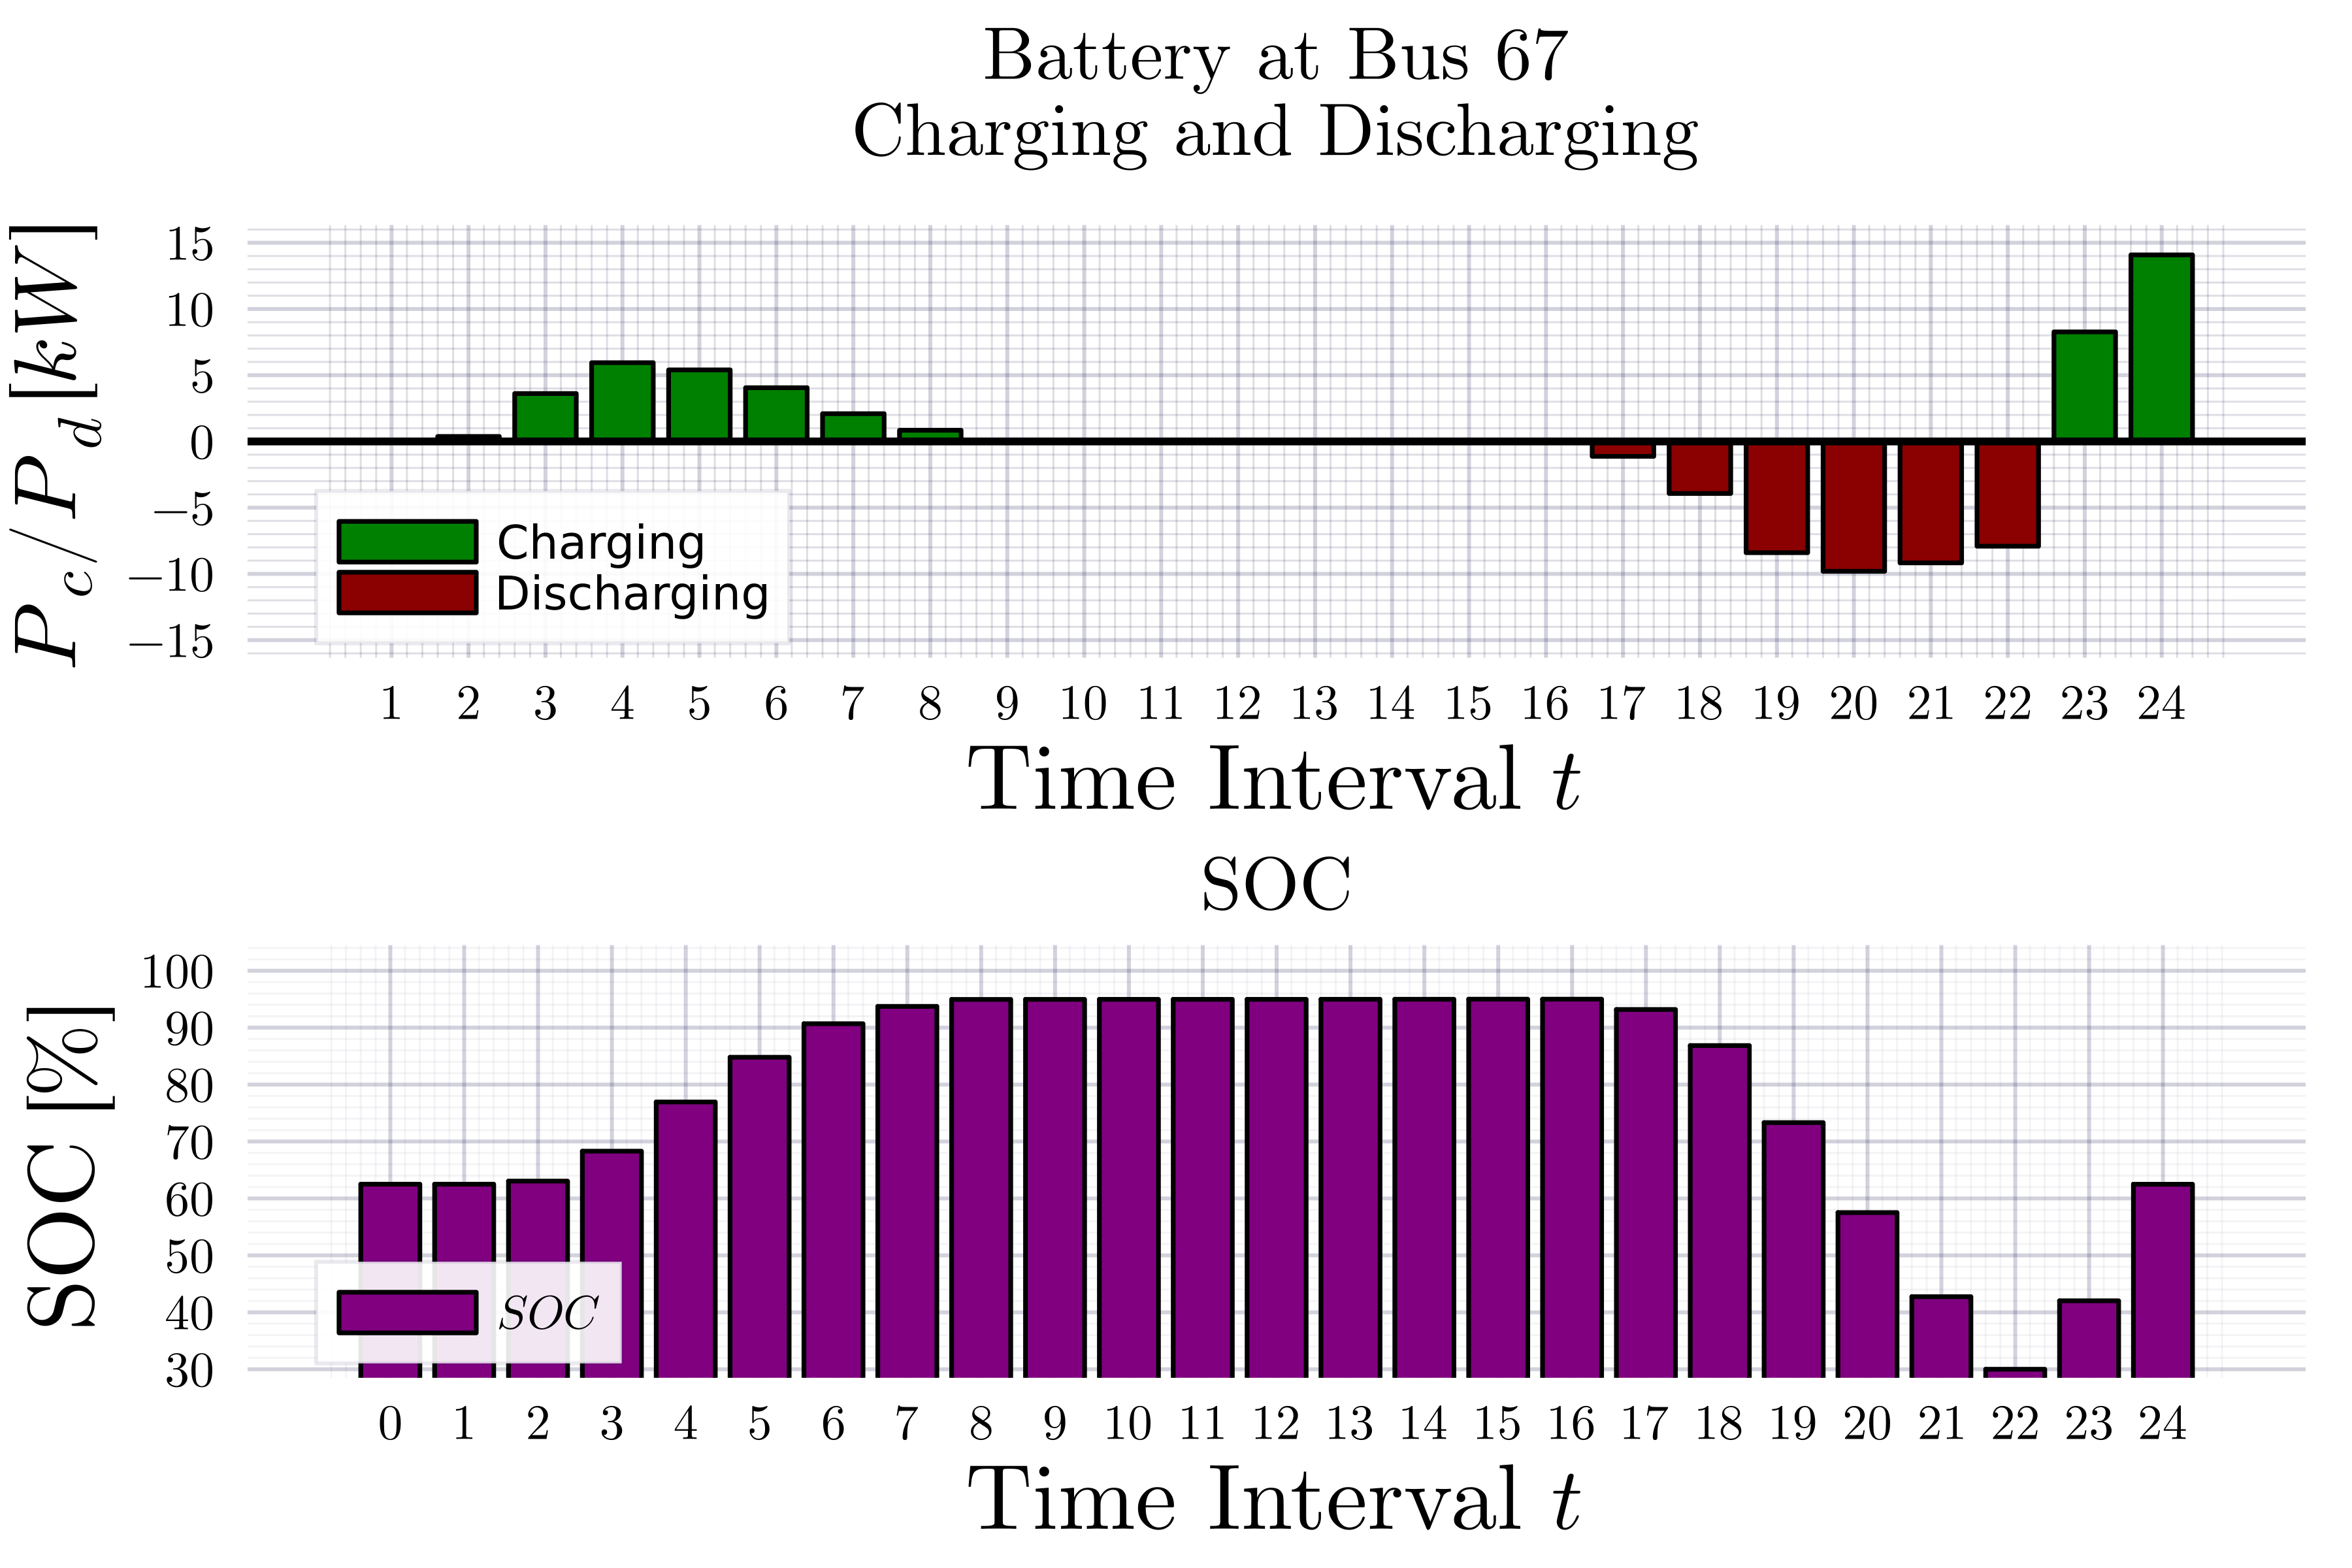 Battery at Bus 67
Charging and Discharging
P_c/P_d [kW]
15
10
5
0
−5
−10
−15
Charging
Discharging
1 2 3 4 5 6 7 8 9 10 11 12 13 14 15 16 17 18 19 20 21 22 23 24
Time Interval t
SOC
SOC [%]
100
90
80
70
60
50
40
30
SOC
0 1 2 3 4 5 6 7 8 9 10 11 12 13 14 15 16 17 18 19 20 21 22 23 24
Time Interval t